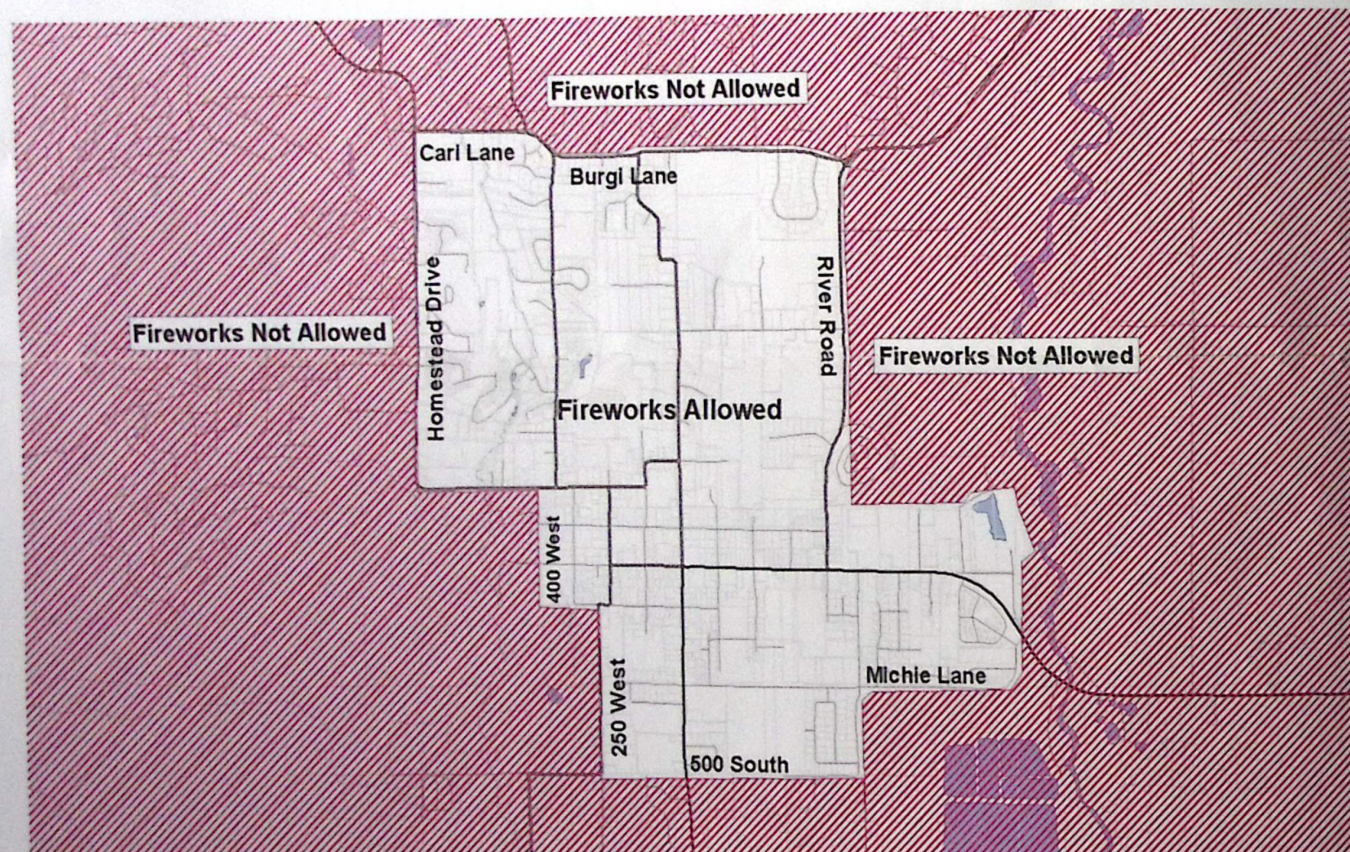 Fireworks Not Allowed
Carl Lane
Burgi Lane
Homestead Drive
River Road
Fireworks Not Allowed
Fireworks Not Allowed
Fireworks Allowed
400 West
Michie Lane
250 West
500 South